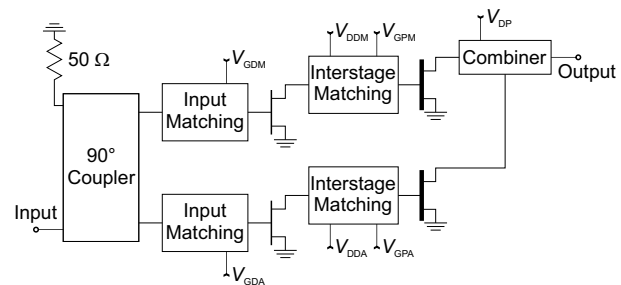 50 Ω
90°
Coupler
Input
Input
Matching
V_GDM
Interstage
Matching
V_DDM
V_GPM
V_DP
Combiner
Output
Input
Matching
V_GDA
Interstage
Matching
V_DDA
V_GPA